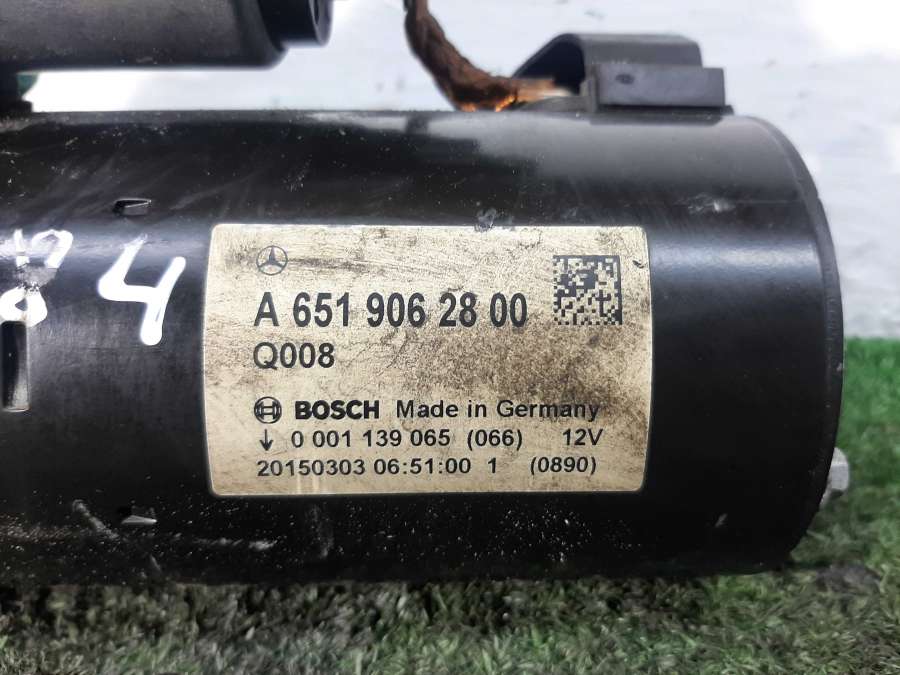 4
A 651 906 28 00
Q008
BOSCH Made in Germany
0 001 139 065 (066) 12V
20150303 06:51:00 1 (0890)